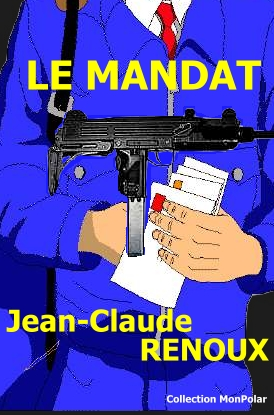 LE MANDAT
Jean-Claude
RENOUX
Collection MonPolar